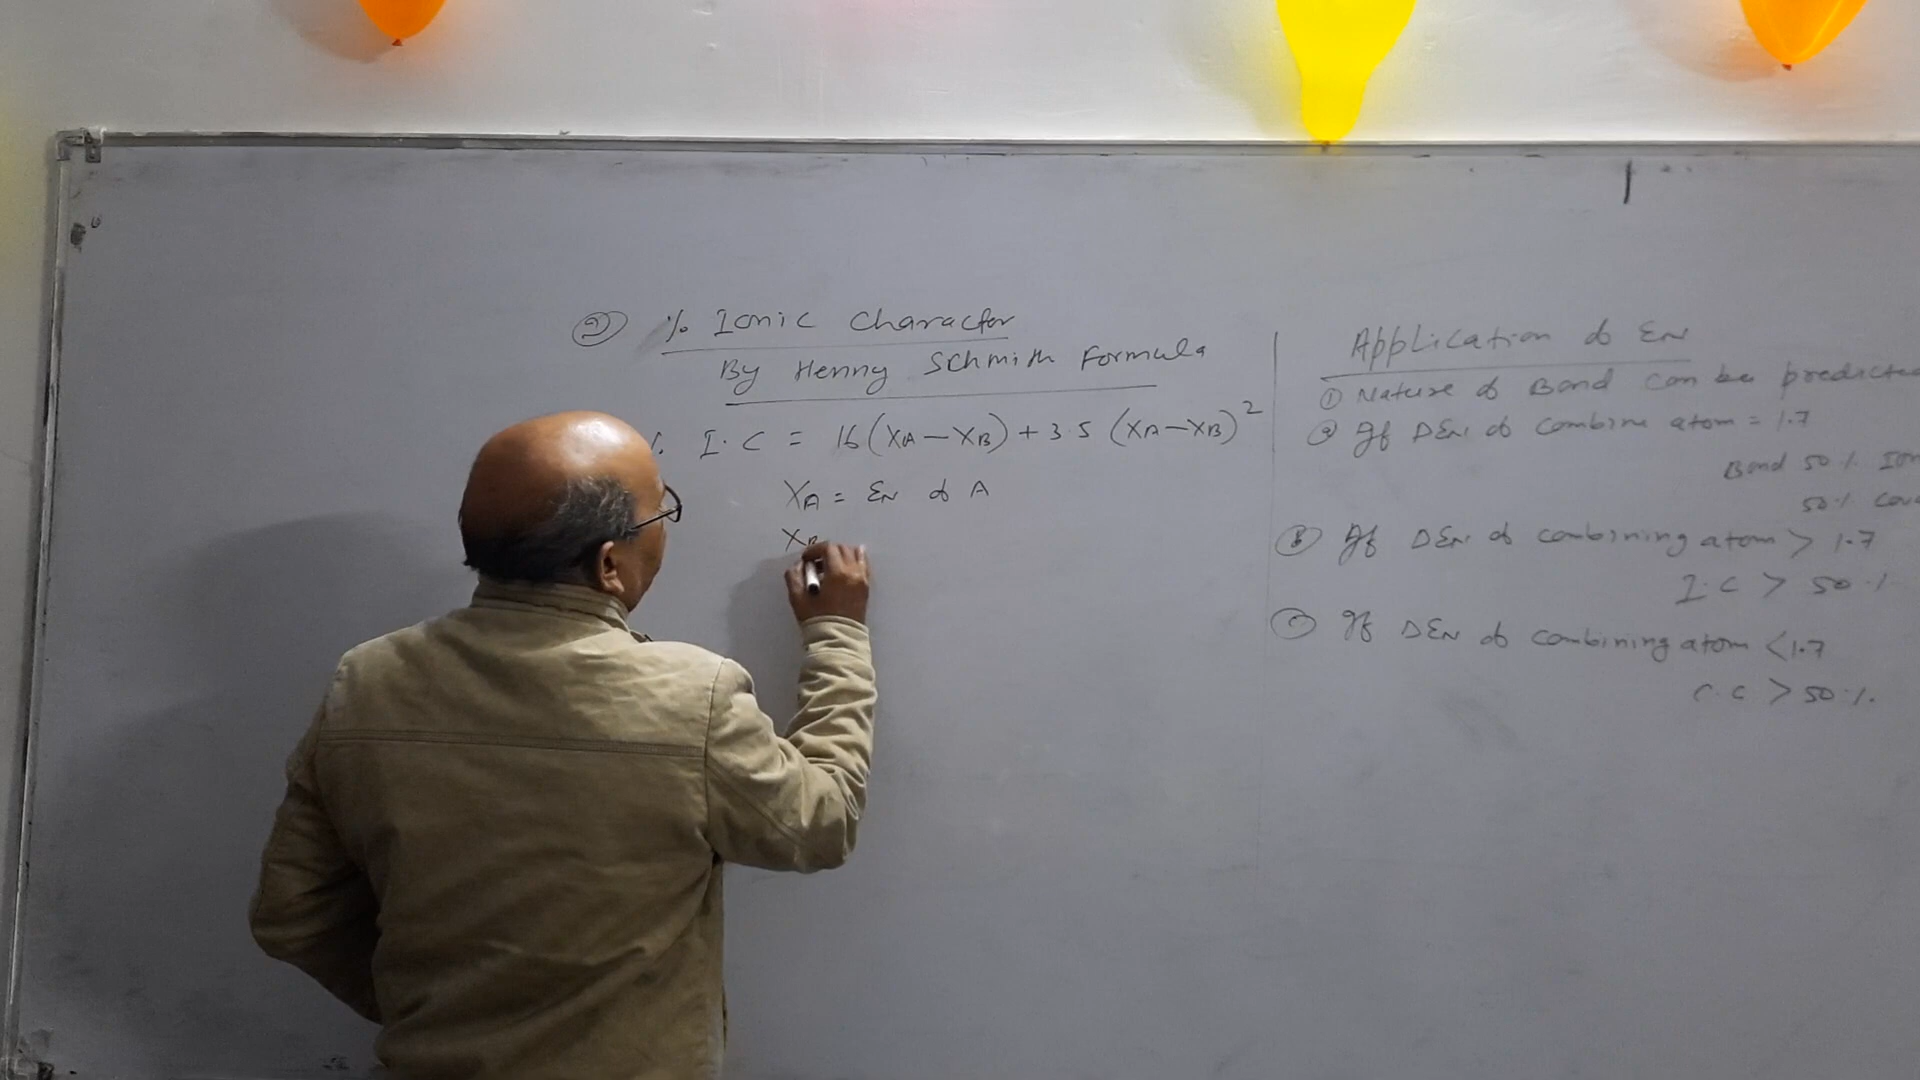 ② % Ionic Character
By Henny Schmith Formula
% I.C = 16(XA-XB)+3.5 (XA-XB)²
XA = EN of A
XB
Application of EN
① Nature of Bond can be predicted
ⓐ If ΔEN of combine atom = 1.7
Bond 50% Ion
50% Cova
ⓑ If ΔEN of combining atom > 1.7
I.C > 50%
ⓒ If ΔEN of combining atom <1.7
C.C > 50%.